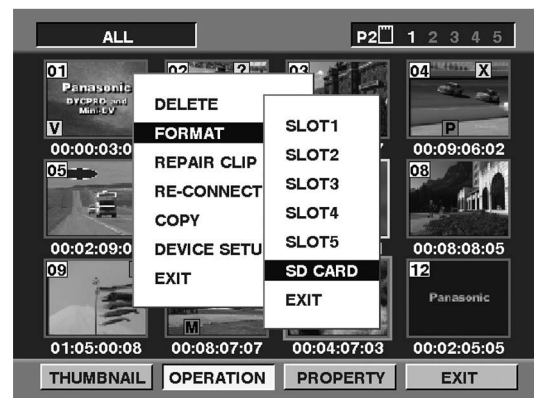 ALL
P2 1 2 3 4 5
01 02 ? 03 04 X
Panasonic
DVCPRO and
Mini-DV
V
P
00:00:03:0
00:09:06:02
DELETE
FORMAT
REPAIR CLIP
RE-CONNECT
COPY
DEVICE SETU
EXIT
SLOT1
SLOT2
SLOT3
SLOT4
SLOT5
SD CARD
EXIT
05 08
00:02:09:0
00:08:08:05
09 12
Panasonic
M
01:05:00:08 00:08:07:07 00:04:07:03 00:02:05:05
THUMBNAIL OPERATION PROPERTY EXIT